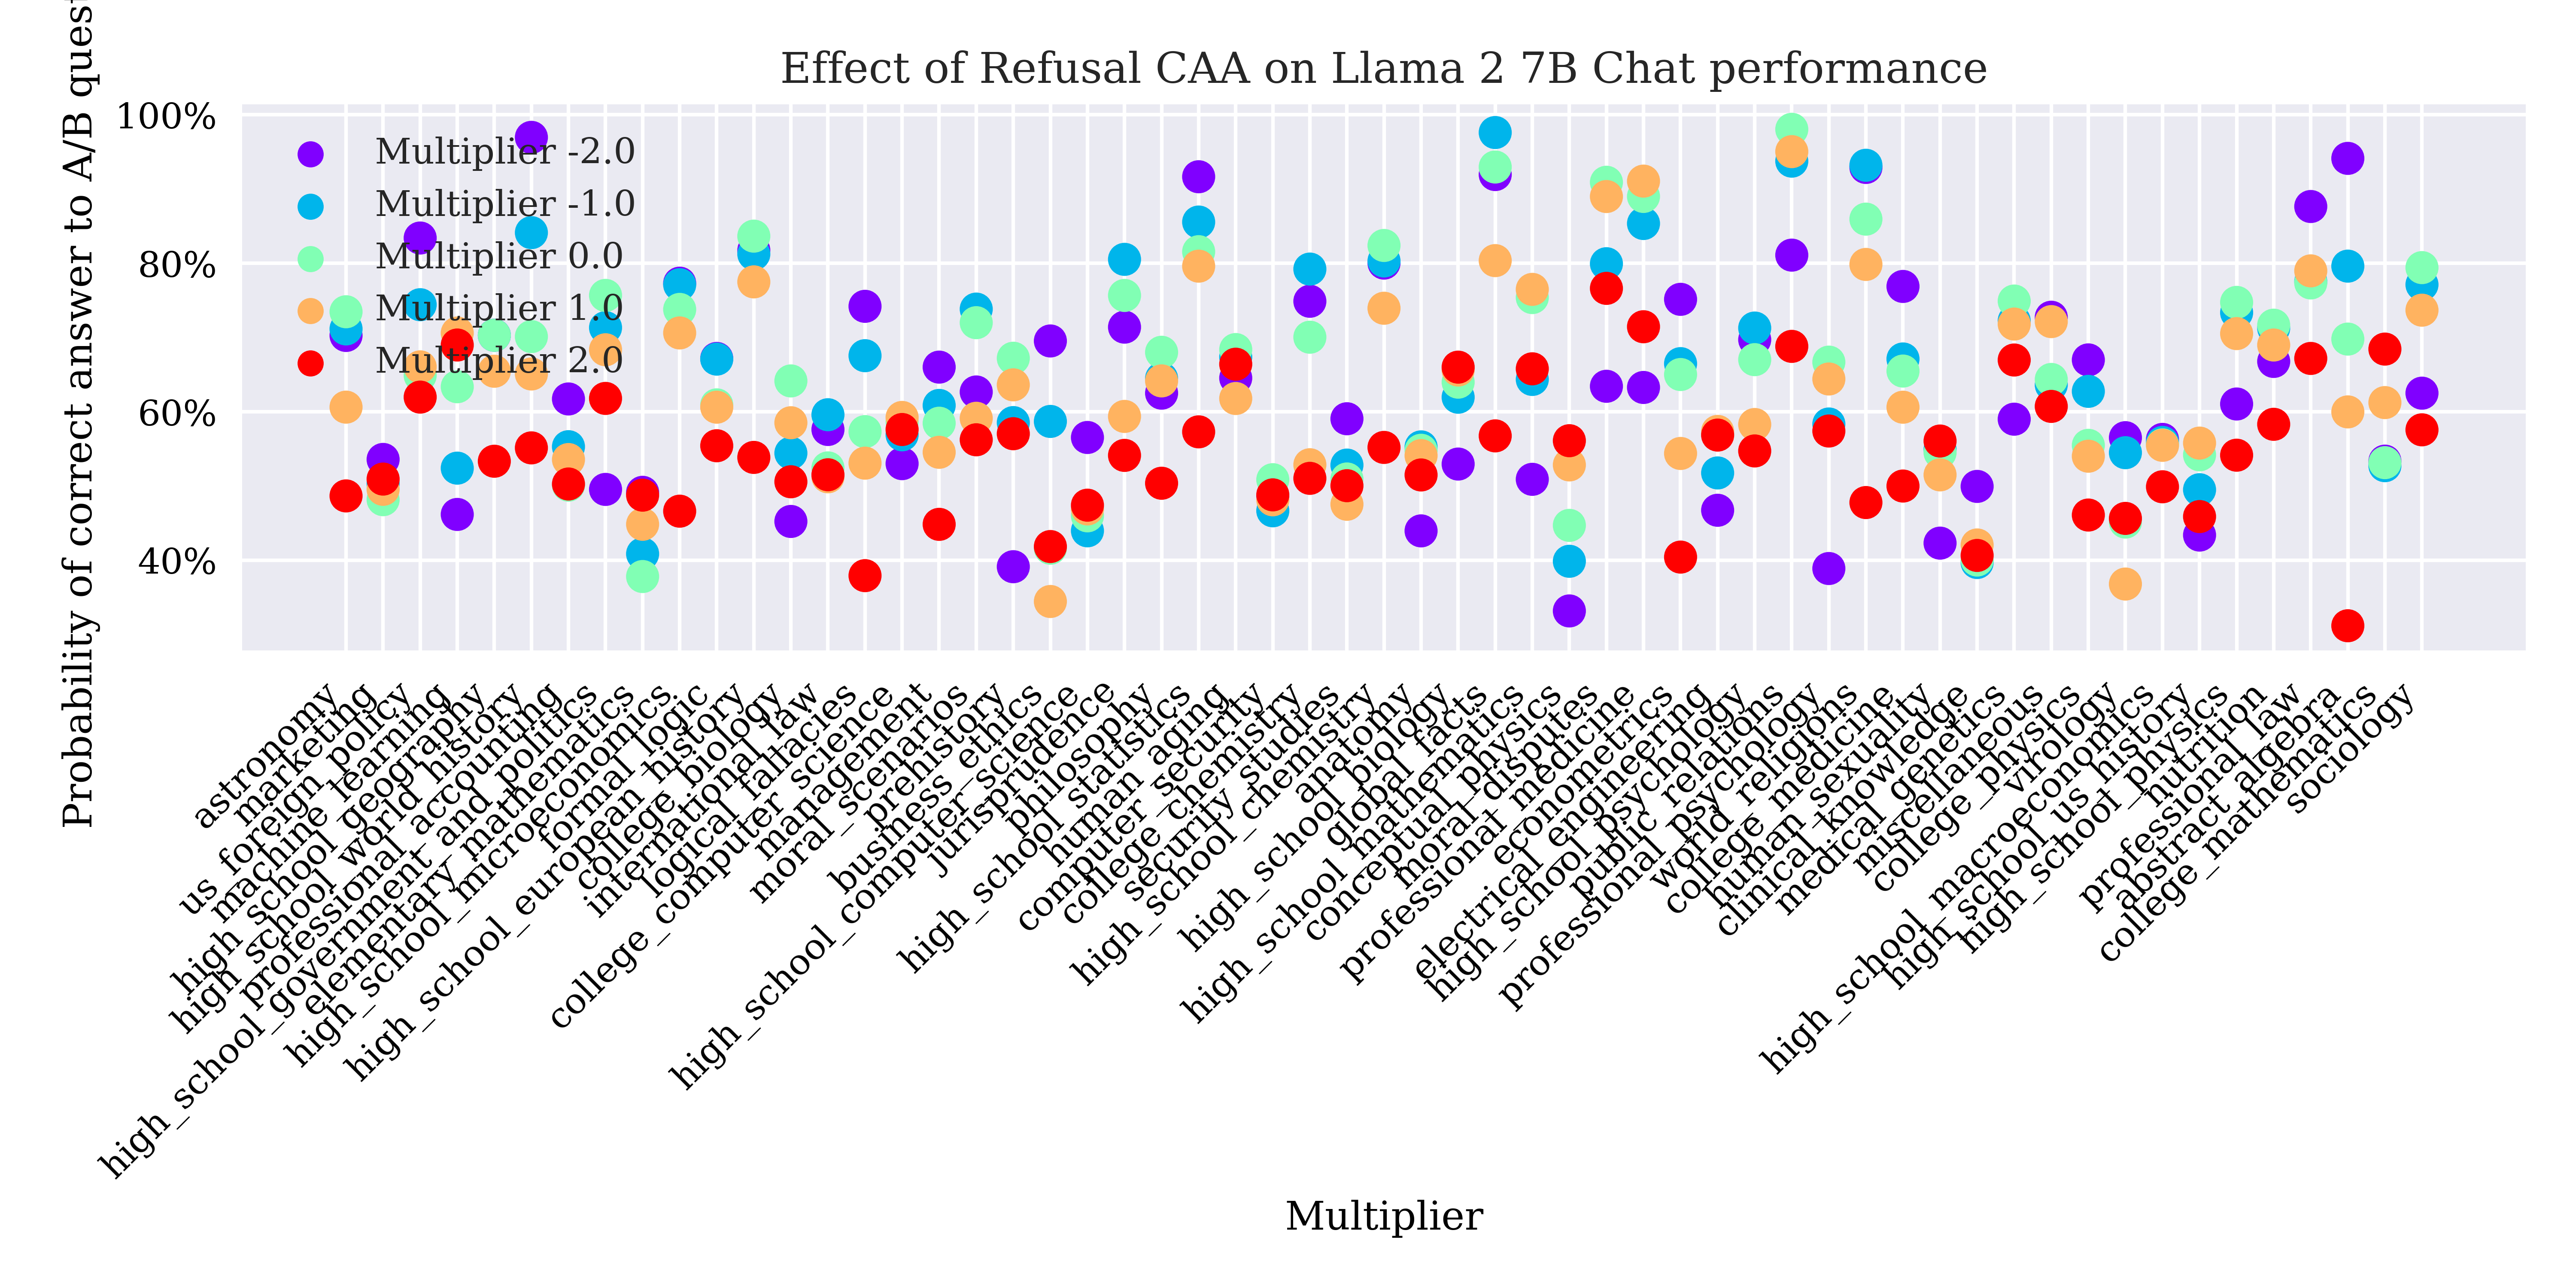 Effect of Refusal CAA on Llama 2 7B Chat performance
Probability of correct answer to A/B ques
100%
80%
60%
40%
Multiplier -2.0
Multiplier -1.0
Multiplier 0.0
Multiplier 1.0
Multiplier 2.0
astronomy
marketing
us_foreign_policy
machine_learning
high_school_geography
high_school_world_history
professional_accounting
high_school_government_and_politics
elementary_mathematics
high_school_microeconomics
formal_logic
high_school_european_history
college_biology
international_law
logical_fallacies
college_computer_science
management
moral_scenarios
prehistory
business_ethics
high_school_computer_science
jurisprudence
philosophy
high_school_statistics
human_aging
computer_security
college_chemistry
security_studies
high_school_chemistry
anatomy
high_school_biology
global_facts
high_school_mathematics
conceptual_physics
moral_disputes
professional_medicine
econometrics
electrical_engineering
high_school_psychology
public_relations
professional_psychology
world_religions
college_medicine
human_sexuality
clinical_knowledge
medical_genetics
miscellaneous
college_physics
virology
high_school_macroeconomics
high_school_us_history
high_school_physics
nutrition
professional_law
abstract_algebra
college_mathematics
sociology
Multiplier